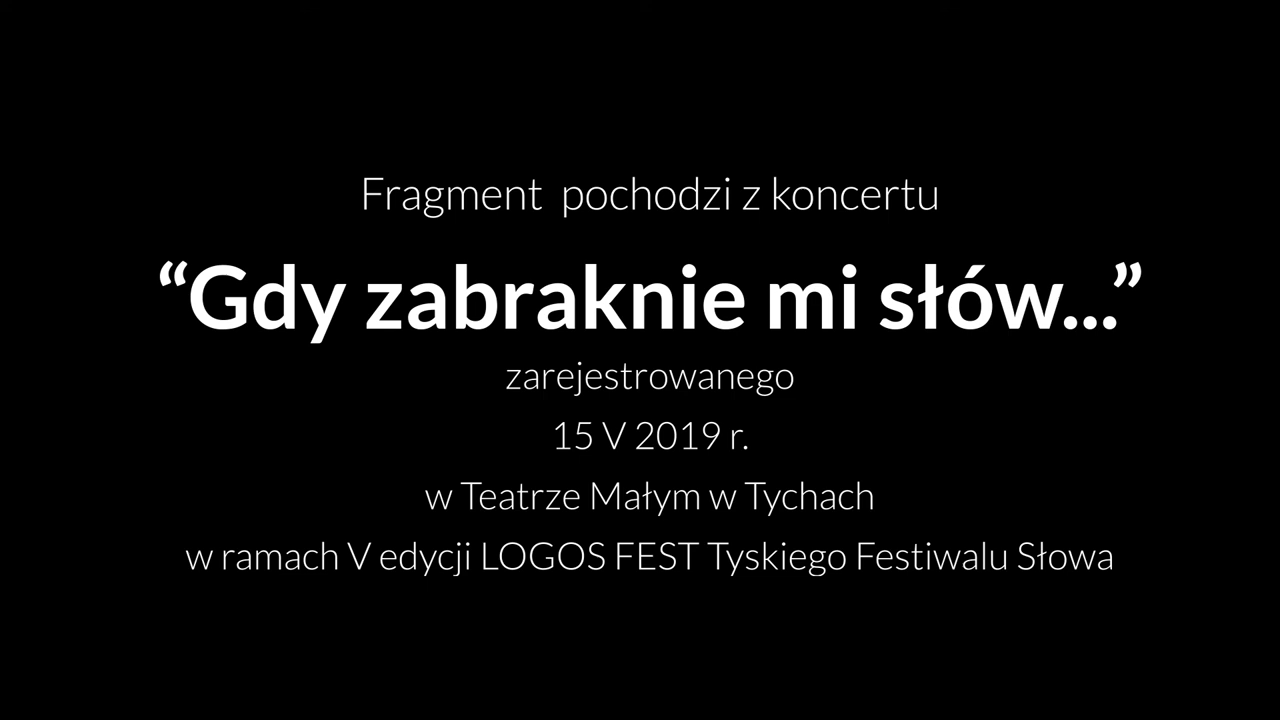 Fragment pochodzi z koncertu
“Gdy zabraknie mi słów...”
zarejestrowanego
15 V 2019 r.
w Teatrze Małym w Tychach
w ramach V edycji LOGOS FEST Tyskiego Festiwalu Słowa